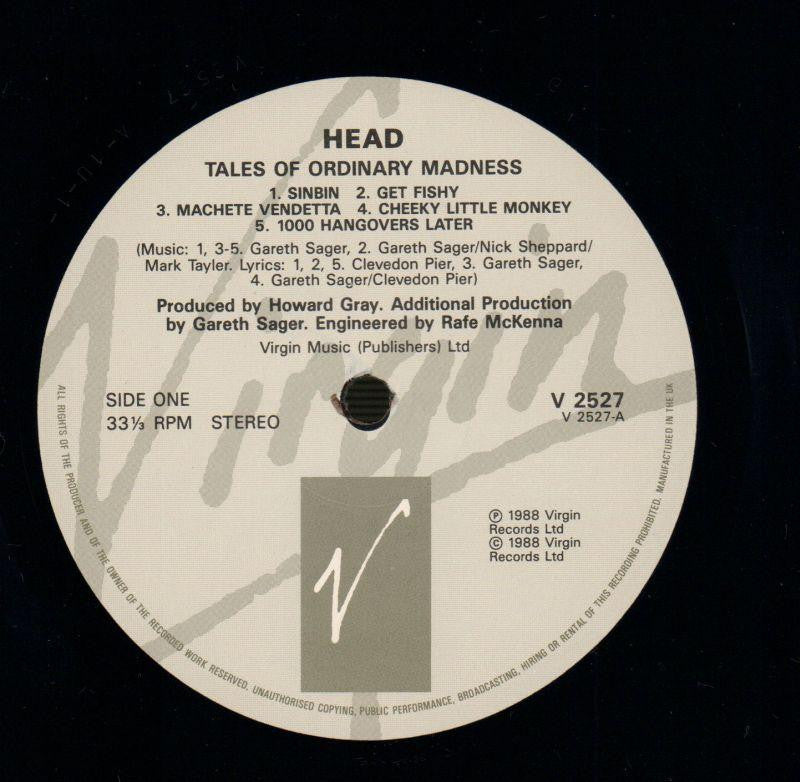 HEAD
TALES OF ORDINARY MADNESS
1. SINBIN 2. GET FISHY
3. MACHETE VENDETTA 4. CHEEKY LITTLE MONKEY
5. 1000 HANGOVERS LATER
(Music: 1, 3-5. Gareth Sager, 2. Gareth Sager/Nick Sheppard/
Mark Tayler. Lyrics: 1, 2, 5. Clevedon Pier, 3. Gareth Sager,
4. Gareth Sager/Clevedon Pier)
Produced by Howard Gray. Additional Production
by Gareth Sager. Engineered by Rafe McKenna
Virgin Music (Publishers) Ltd
SIDE ONE
33⅓ RPM STEREO
V 2527
V 2527-A
Virgin
℗ 1988 Virgin
Records Ltd
© 1988 Virgin
Records Ltd
V
ALL RIGHTS OF THE PRODUCER AND OF THE OWNER OF THE RECORDED WORK RESERVED. UNAUTHORISED COPYING, PUBLIC PERFORMANCE, BROADCASTING, HIRING OR RENTAL OF THIS RECORDING PROHIBITED. MANUFACTURED IN THE UK